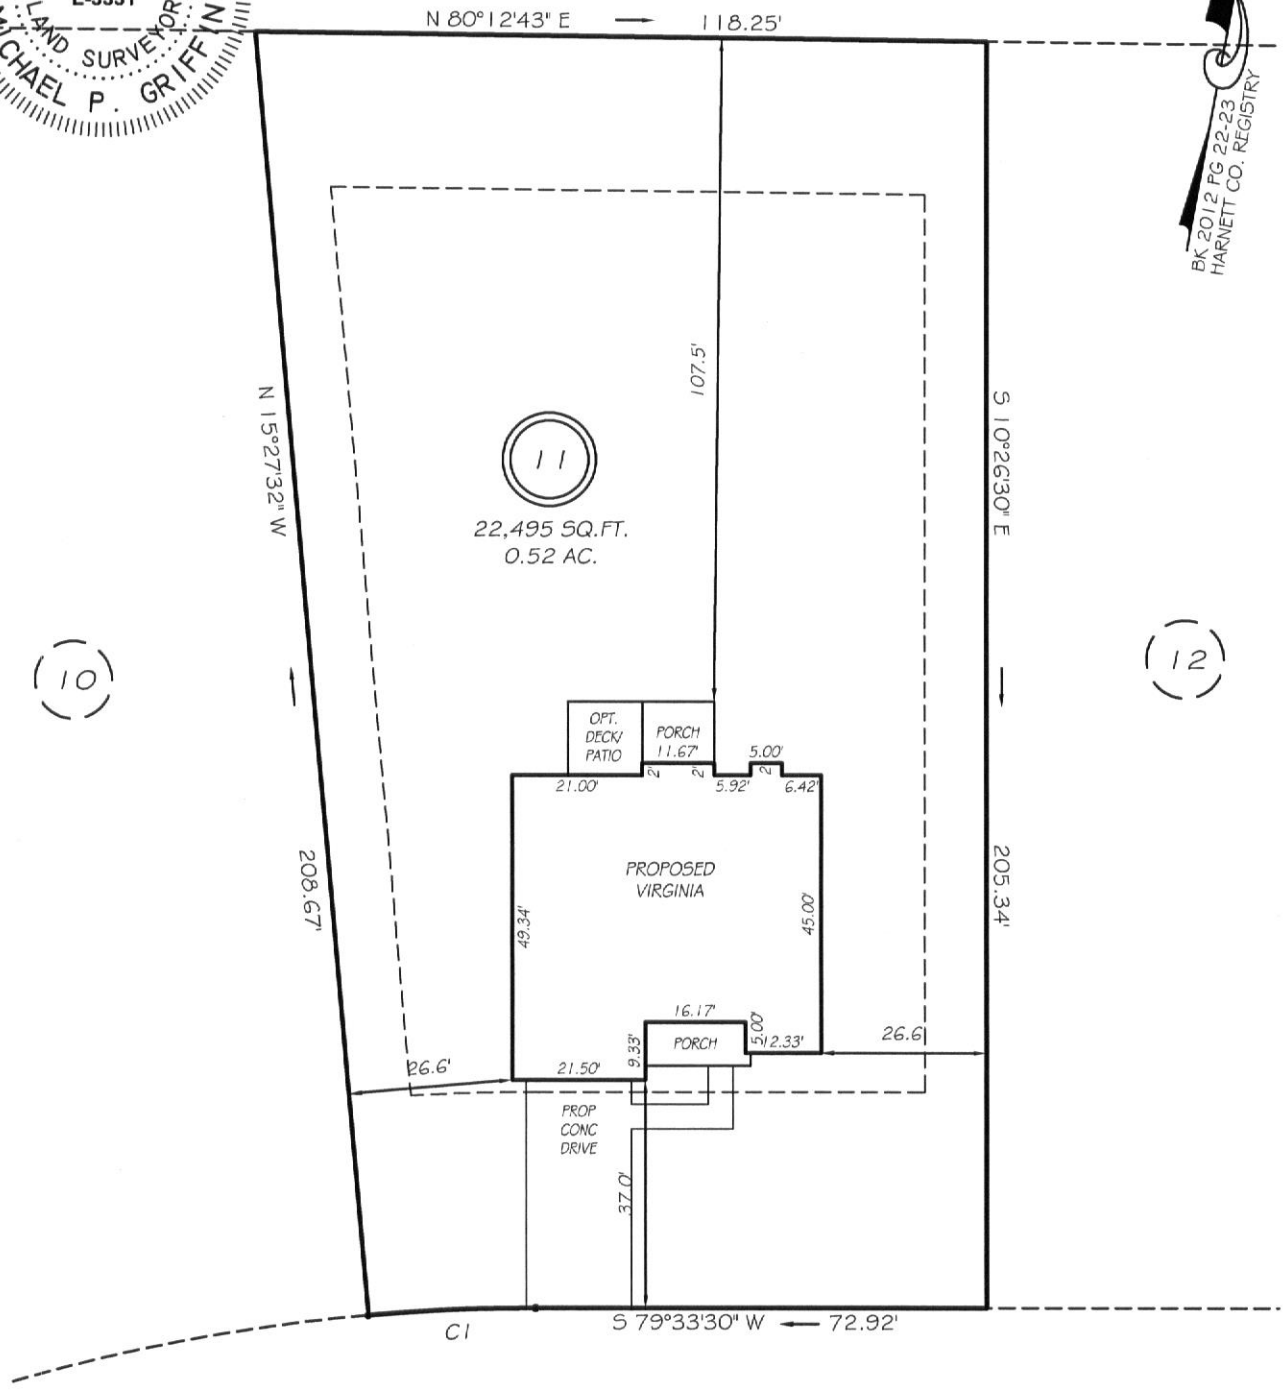 N 80°12'43" E 118.25'
LAND SURVEYOR
MICHAEL P. GRIFFIN
BK 2012 PG 22-23
HARNETT CO. REGISTRY
107.5'
N 15°27'32" W
S 10°26'30" E
11
22,495 SQ.FT.
0.52 AC.
10
12
OPT.
DECK/
PATIO
PORCH
11.67'
5.00'
2'
2'
2'
21.00'
5.92'
6.42'
PROPOSED
VIRGINIA
208.67'
205.34'
49.34'
45.00'
16.17'
5.00'
9.33'
PORCH
12.33'
26.6
26.6'
21.50'
PROP
CONC
DRIVE
37.0'
C1
S 79°33'30" W 72.92'